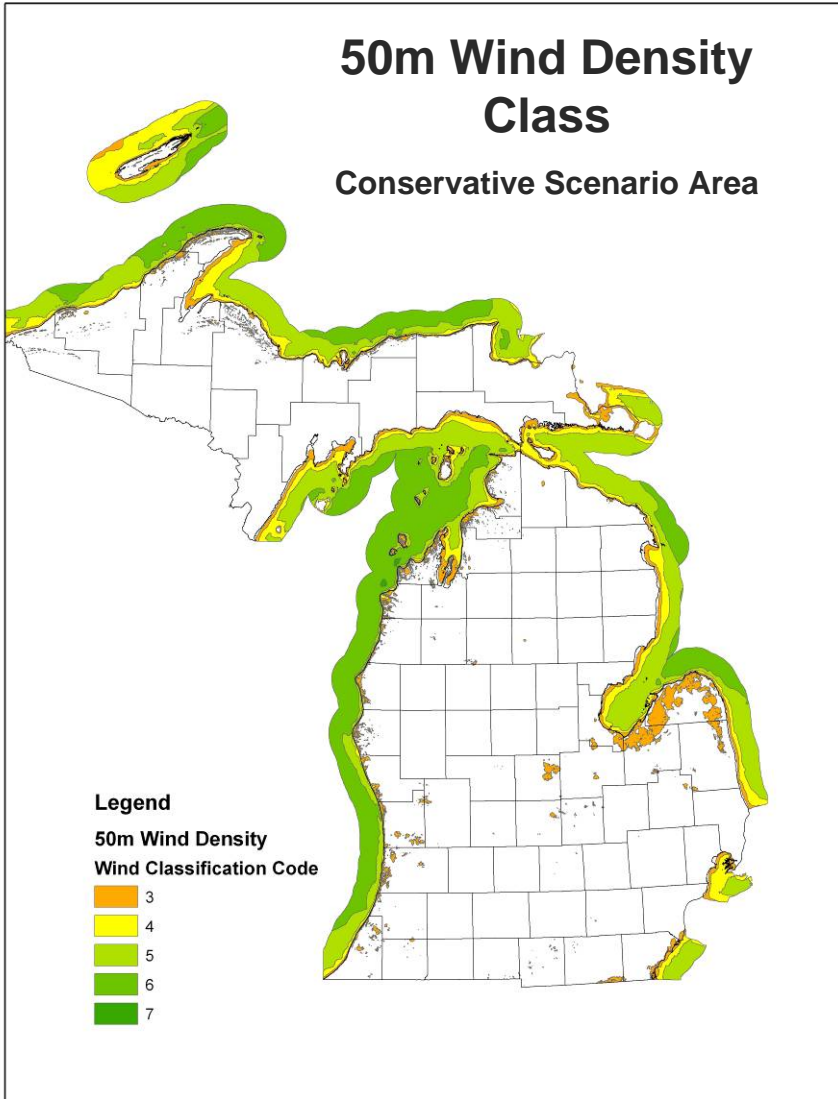 50m Wind Density
Class
Conservative Scenario Area
Legend
50m Wind Density
Wind Classification Code
3
4
5
6
7